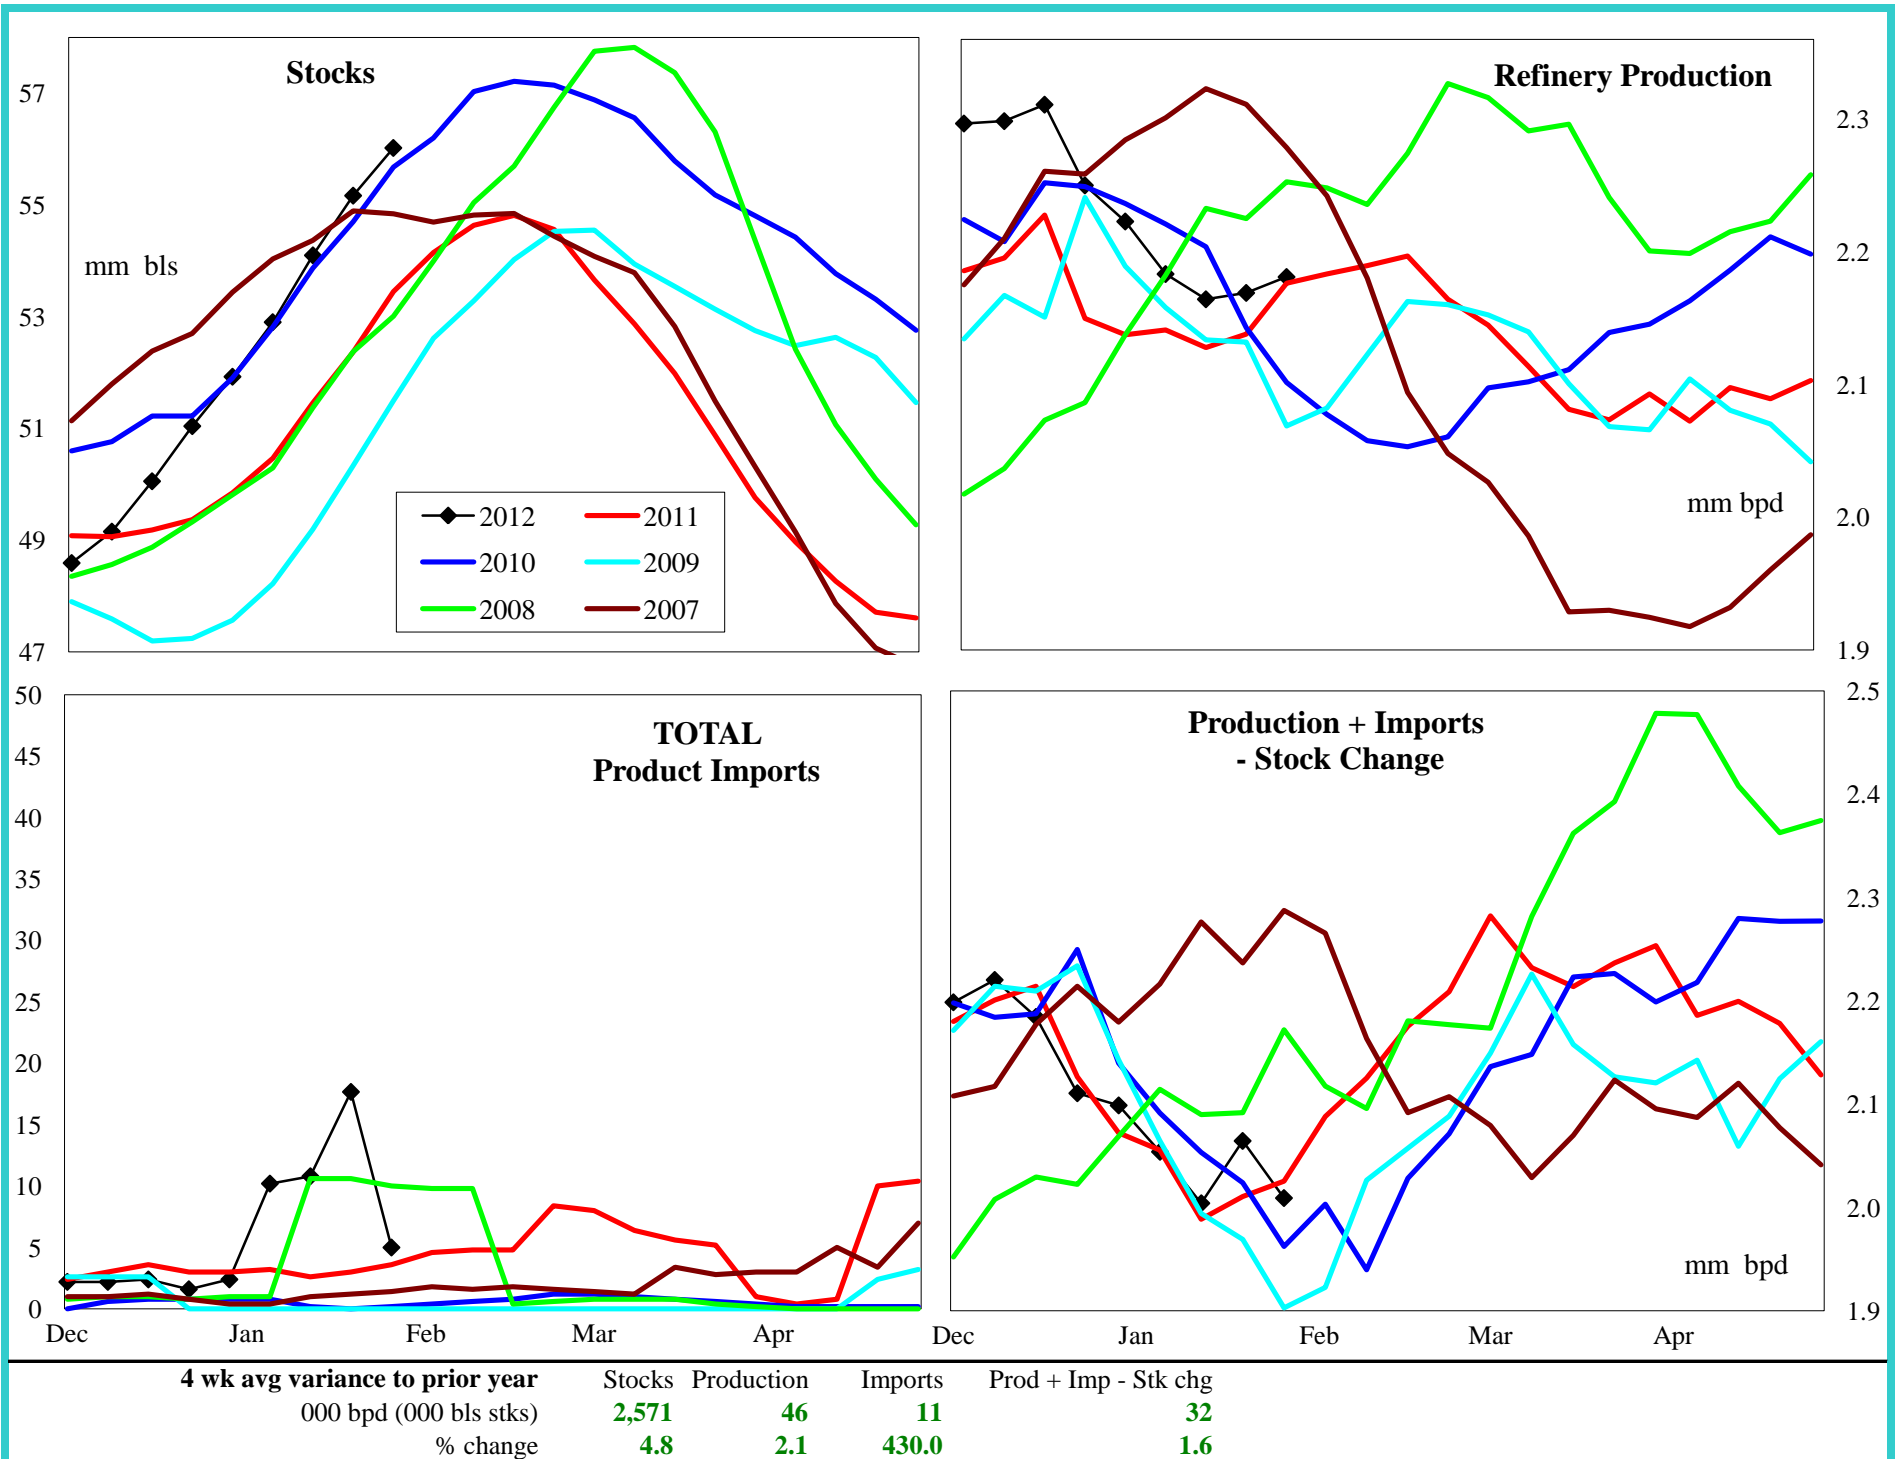 Stocks
57
55
53
51
49
47
mm bls
2012 2011
2010 2009
2008 2007
Refinery Production
2.3
2.2
2.1
2.0
1.9
mm bpd
TOTAL
Product Imports
50
45
40
35
30
25
20
15
10
5
0
Dec Jan Feb Mar Apr
Production + Imports
- Stock Change
2.5
2.4
2.3
2.2
2.1
2.0
1.9
mm bpd
Dec Jan Feb Mar Apr
4 wk avg variance to prior year Stocks Production Imports Prod + Imp - Stk chg
000 bpd (000 bls stks) 2,571 46 11 32
% change 4.8 2.1 430.0 1.6